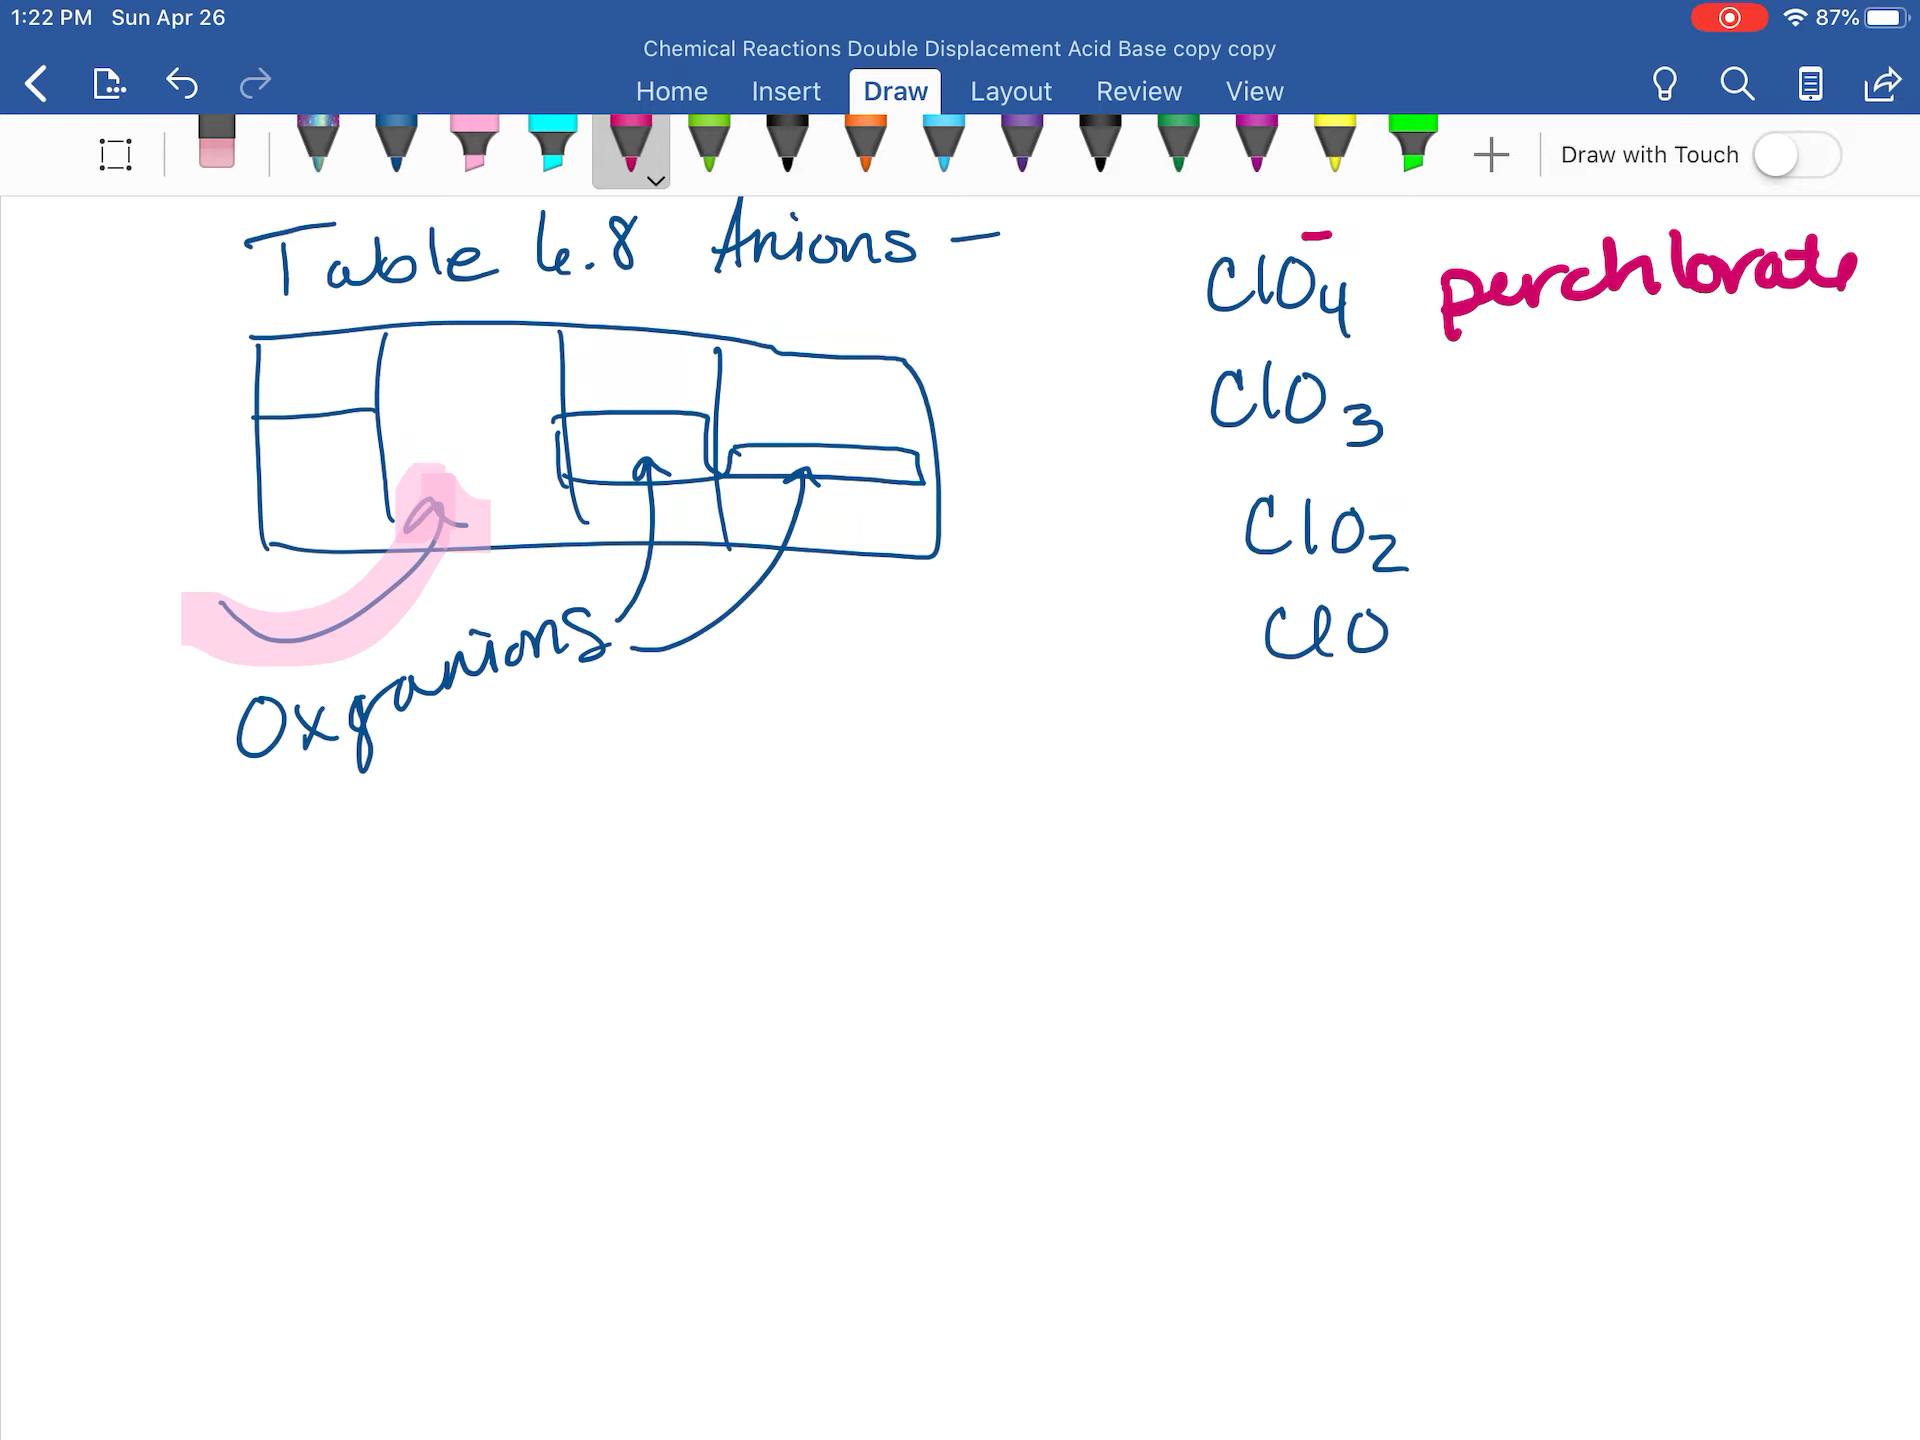 1:22 PM Sun Apr 26
87%
Chemical Reactions Double Displacement Acid Base copy copy
Home Insert Draw Layout Review View
Draw with Touch
Table 6.8 Anions —
ClO₄⁻ perchlorate
ClO₃
ClO₂
ClO
Oxyanions